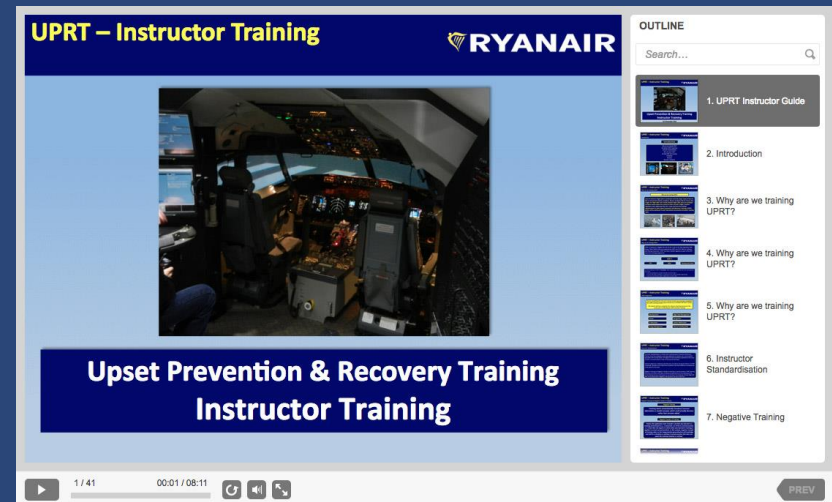 UPRT – Instructor Training
RYANAIR
Upset Prevention & Recovery Training
Instructor Training
1 / 41
00:01 / 08:11
OUTLINE
Search...
1. UPRT Instructor Guide
2. Introduction
3. Why are we training
UPRT?
4. Why are we training
UPRT?
5. Why are we training
UPRT?
6. Instructor
Standardisation
7. Negative Training
PREV